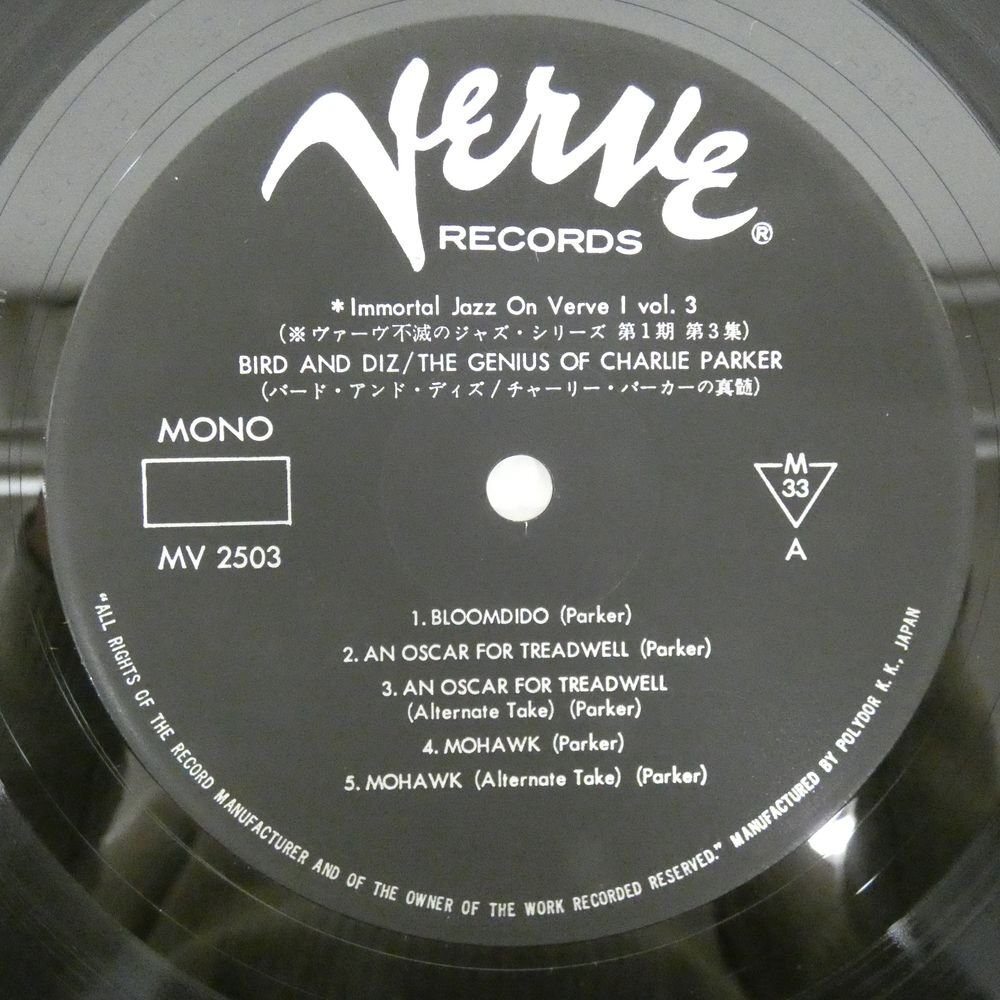 Verve
RECORDS ®
*Immortal Jazz On Verve I vol. 3
(※ヴァーヴ不滅のジャズ・シリーズ 第1期 第3集)
BIRD AND DIZ/THE GENIUS OF CHARLIE PARKER
(バード・アンド・ディズ/チャーリー・パーカーの真髄)
MONO
MV 2503
M
33
A
1. BLOOMDIDO (Parker)
2. AN OSCAR FOR TREADWELL (Parker)
3. AN OSCAR FOR TREADWELL
(Alternate Take) (Parker)
4. MOHAWK (Parker)
5. MOHAWK (Alternate Take) (Parker)
"ALL RIGHTS OF THE RECORD MANUFACTURER AND OF THE OWNER OF THE WORK RECORDED RESERVED." MANUFACTURED BY POLYDOR K. K., JAPAN